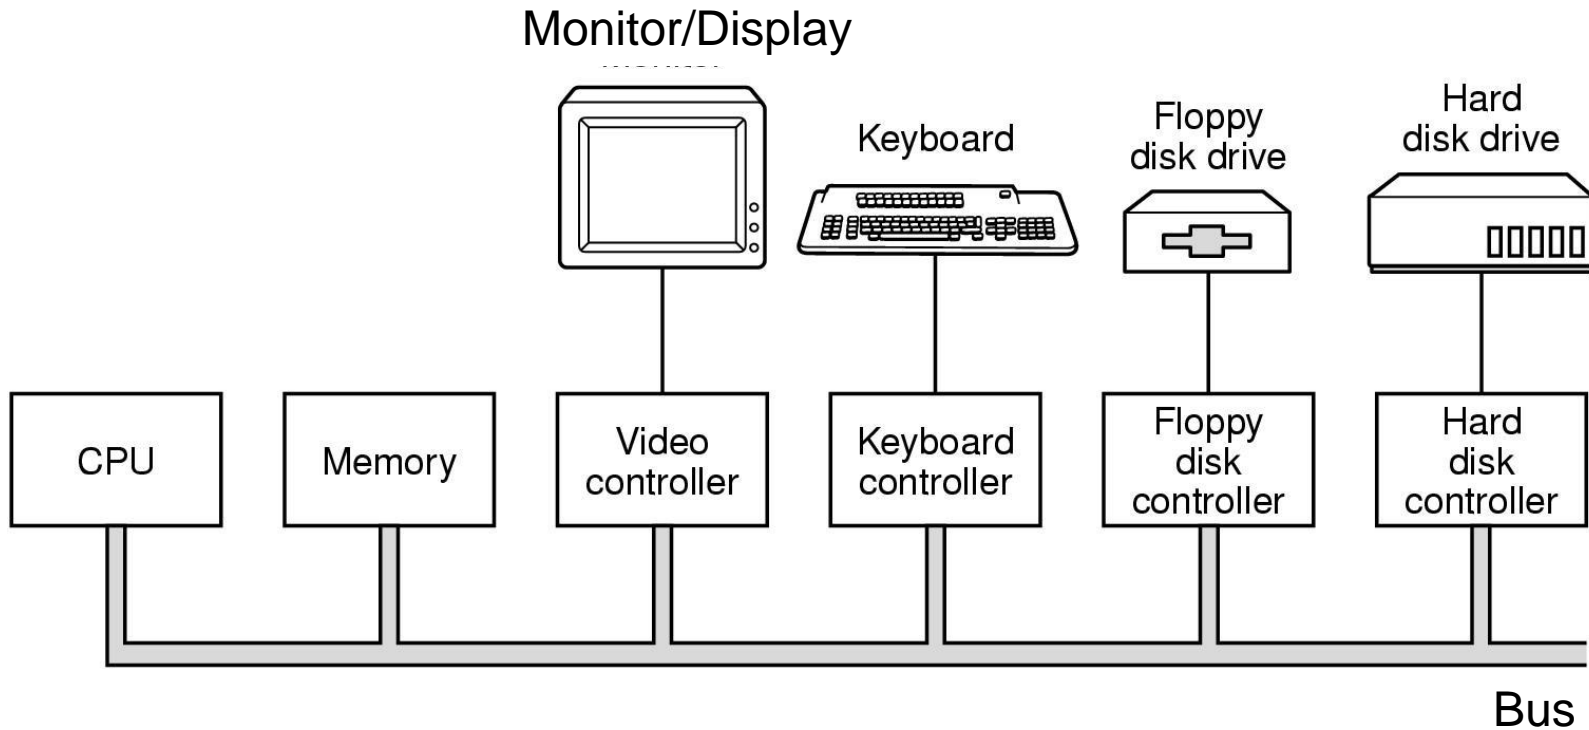 Monitor/Display
Keyboard
Floppy
disk drive
Hard
disk drive
CPU
Memory
Video
controller
Keyboard
controller
Floppy
disk
controller
Hard
disk
controller
Bus